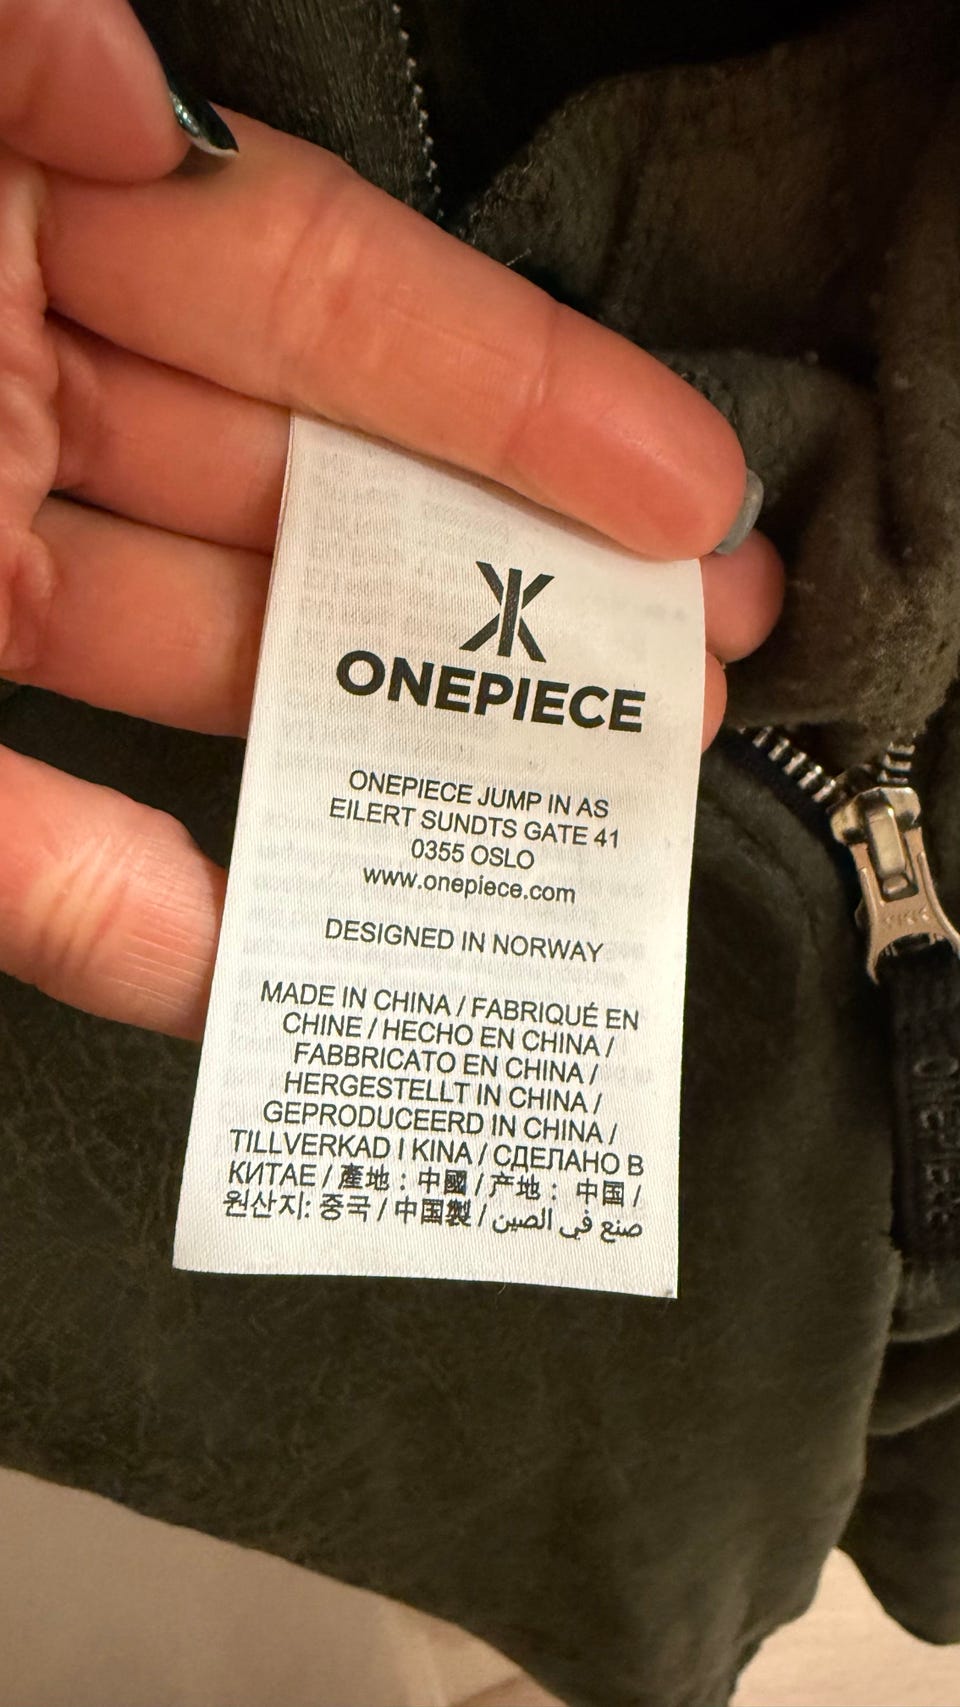 ONEPIECE
ONEPIECE JUMP IN AS
EILERT SUNDTS GATE 41
0355 OSLO
www.onepiece.com
DESIGNED IN NORWAY
MADE IN CHINA / FABRIQUÉ EN
CHINE / HECHO EN CHINA /
FABBRICATO EN CHINA /
HERGESTELLT IN CHINA /
GEPRODUCEERD IN CHINA /
TILLVERKAD I KINA / СДЕЛАНО В
КИТАЕ / 產地：中國 / 产地： 中国 /
원산지: 중국 / 中国製 / صنع في الصين
YKK
ONEPIECE